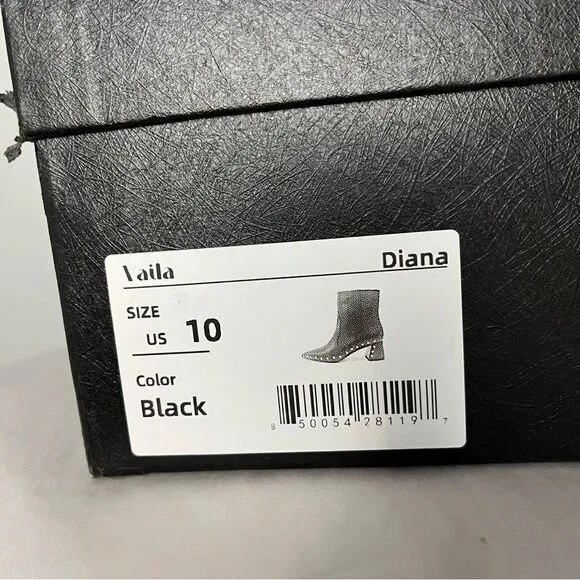 Vaila Diana
SIZE
US 10
Color
Black
8 50054 28119 7